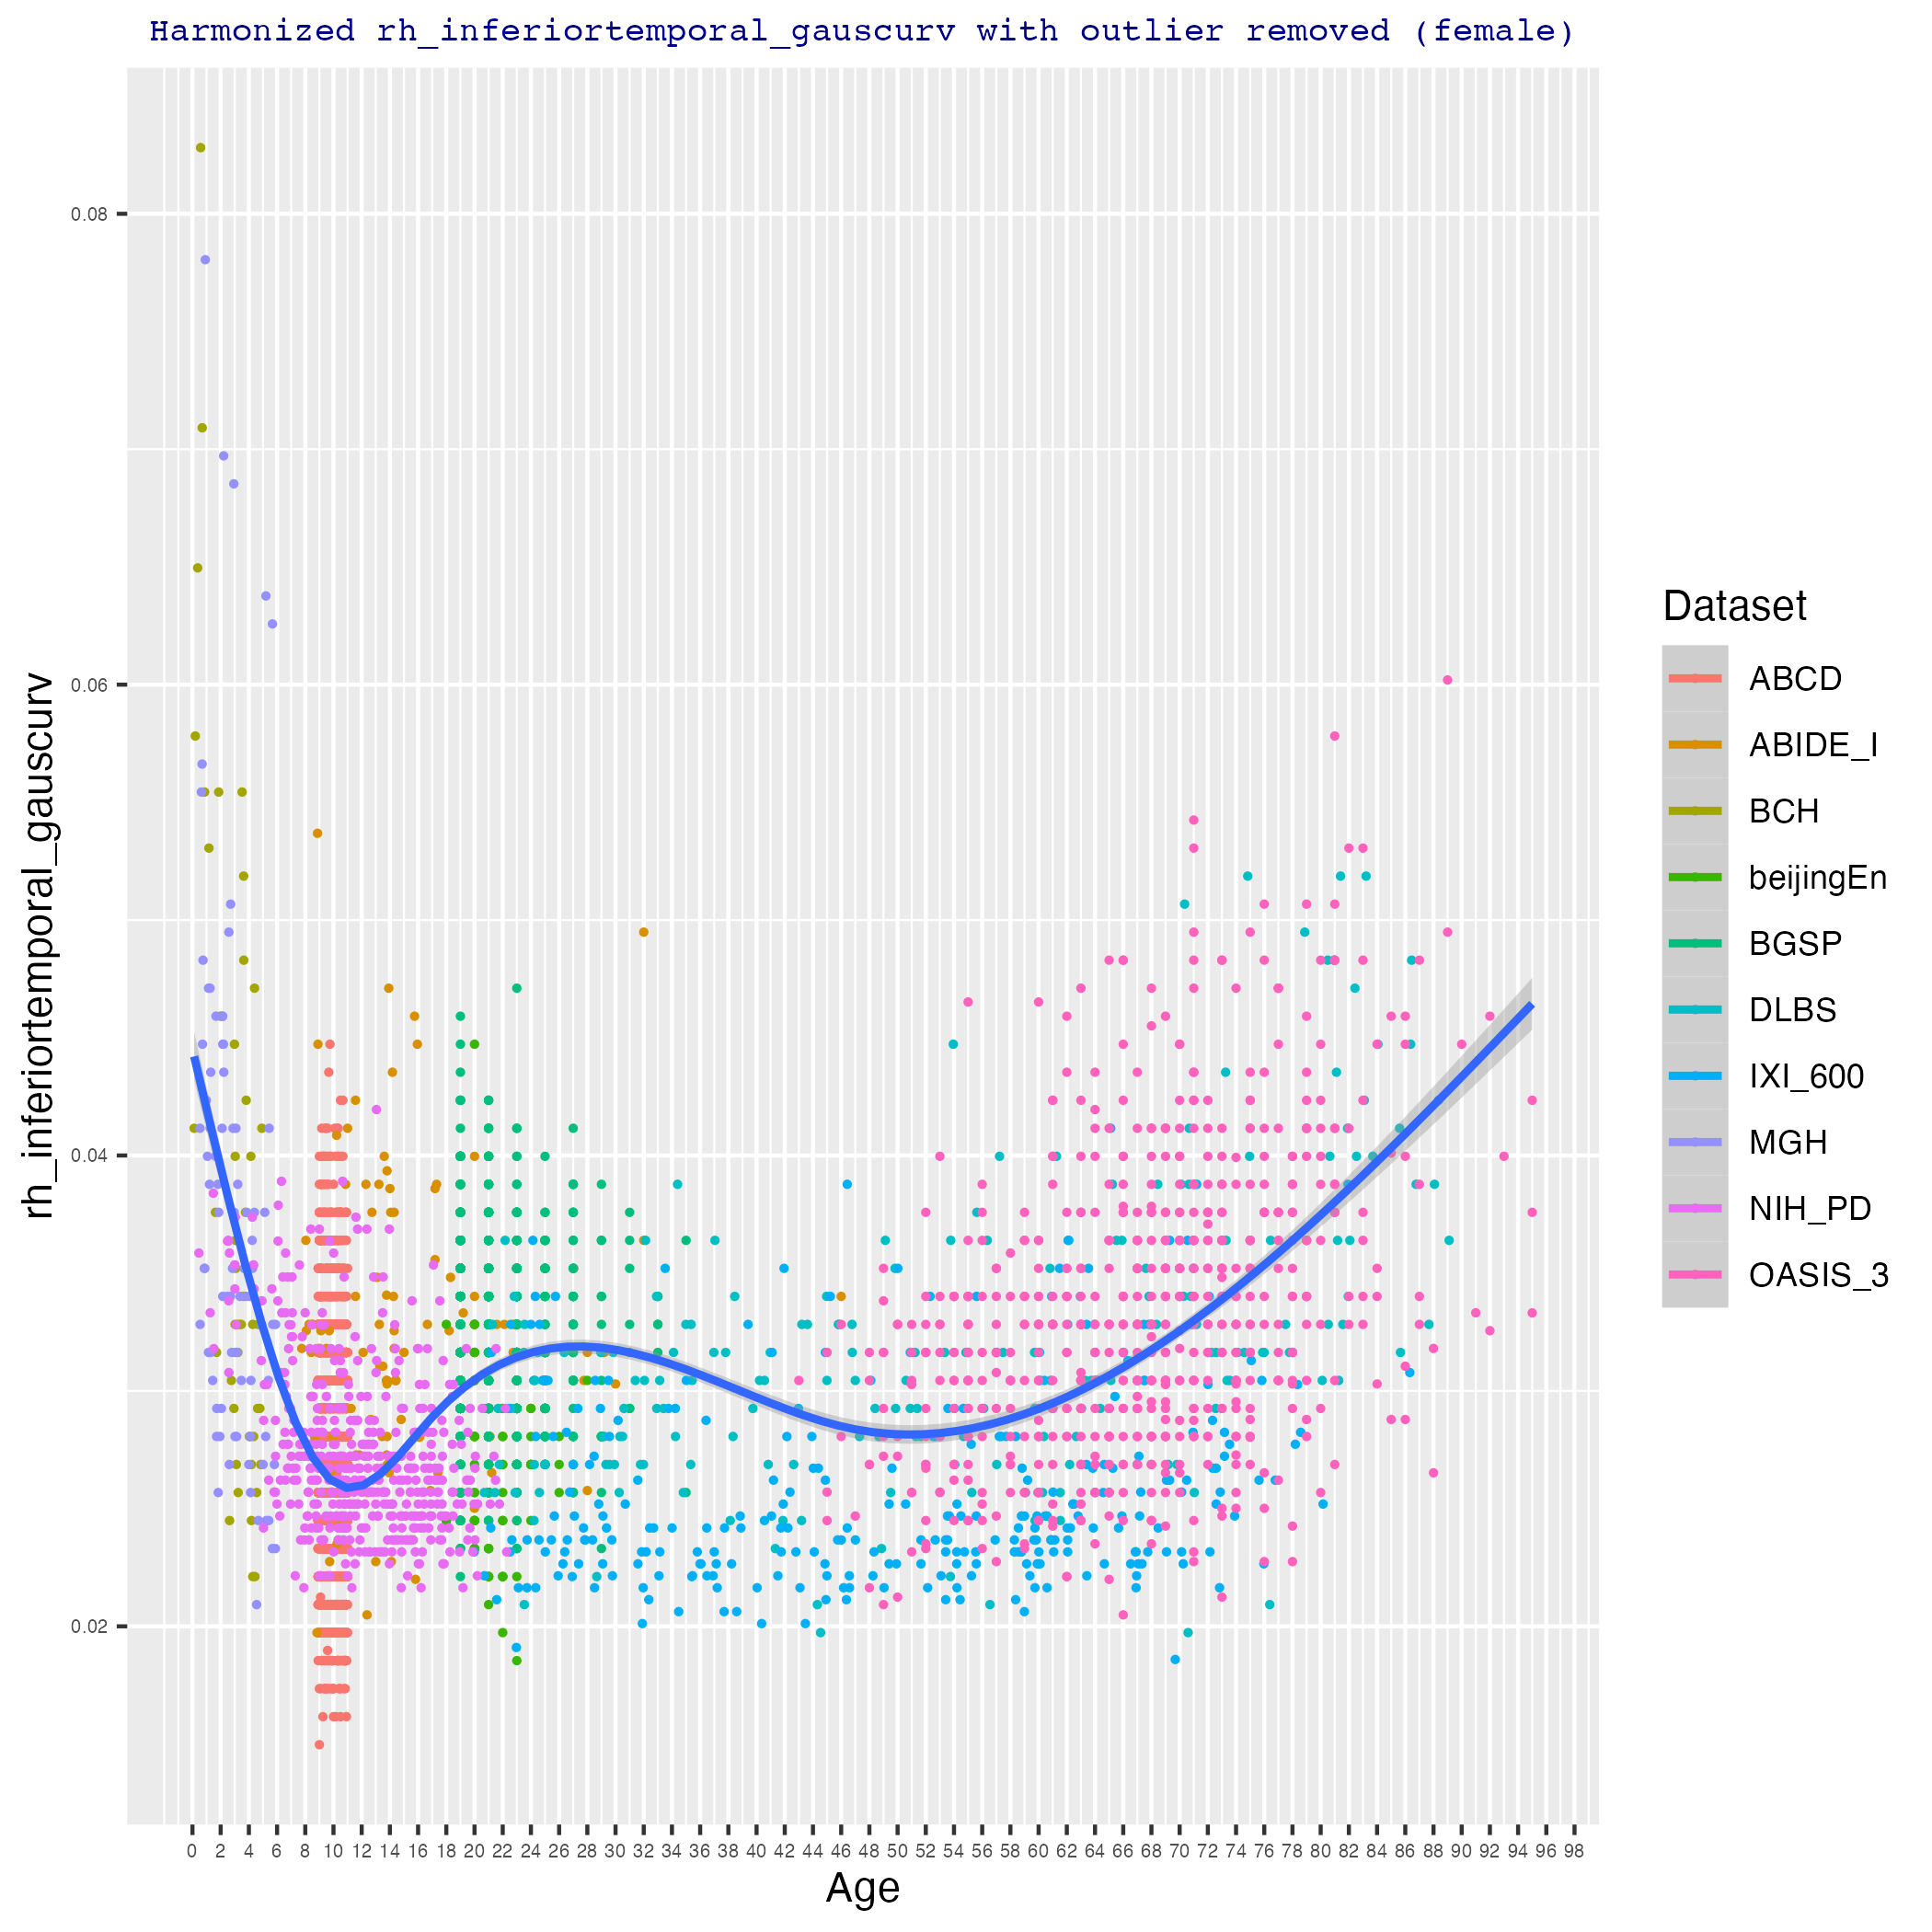 Harmonized rh_inferiortemporal_gauscurv with outlier removed (female)
rh_inferiortemporal_gauscurv
0.08
0.06
0.04
0.02
0 2 4 6 8 10 12 14 16 18 20 22 24 26 28 30 32 34 36 38 40 42 44 46 48 50 52 54 56 58 60 62 64 66 68 70 72 74 76 78 80 82 84 86 88 90 92 94 96 98
Age
Dataset
ABCD
ABIDE_I
BCH
beijingEn
BGSP
DLBS
IXI_600
MGH
NIH_PD
OASIS_3